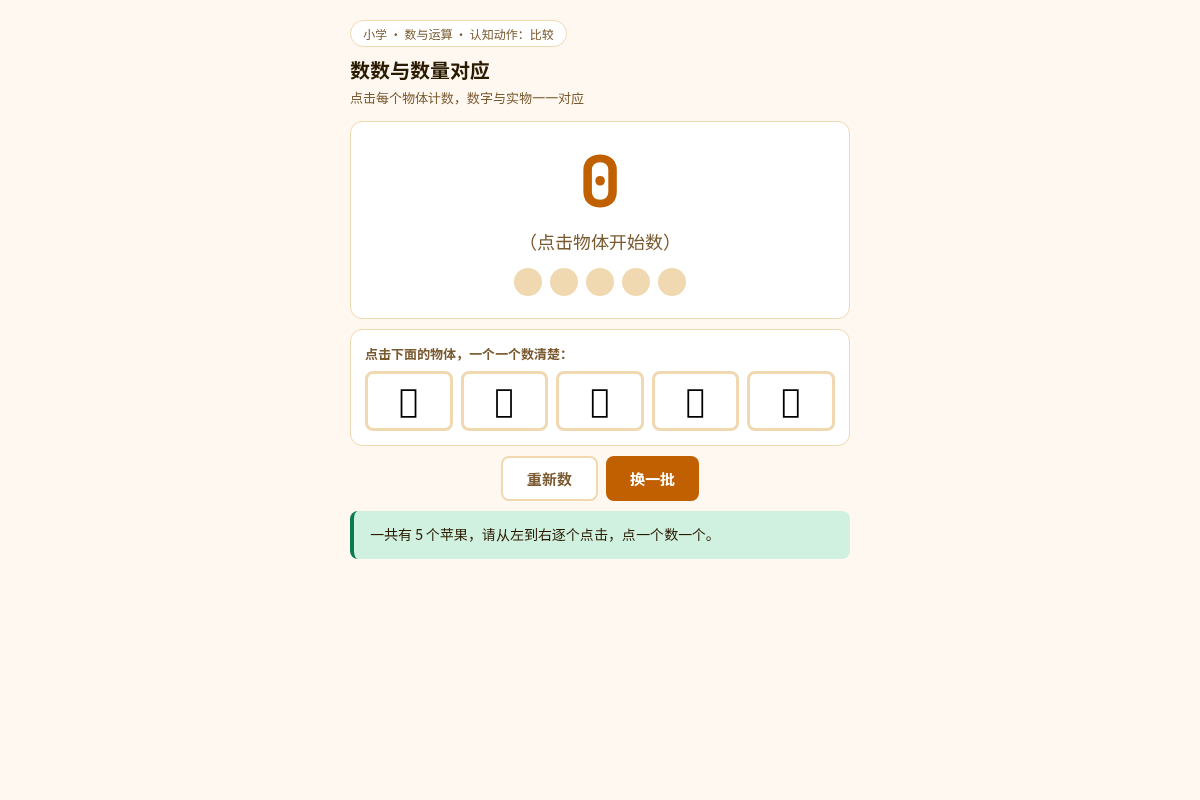 小学 · 数与运算 · 认知动作：比较
数数与数量对应
点击每个物体计数，数字与实物一一对应
0
（点击物体开始数）
点击下面的物体，一个一个数清楚：
重新数 换一批
一共有 5 个苹果，请从左到右逐个点击，点一个数一个。